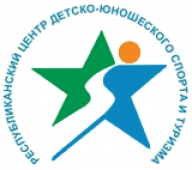 РЕСПУБЛИКАНСКИЙ ЦЕНТР ДЕТСКО-ЮНОШЕСКОГО СПОРТА И ТУРИЗМА